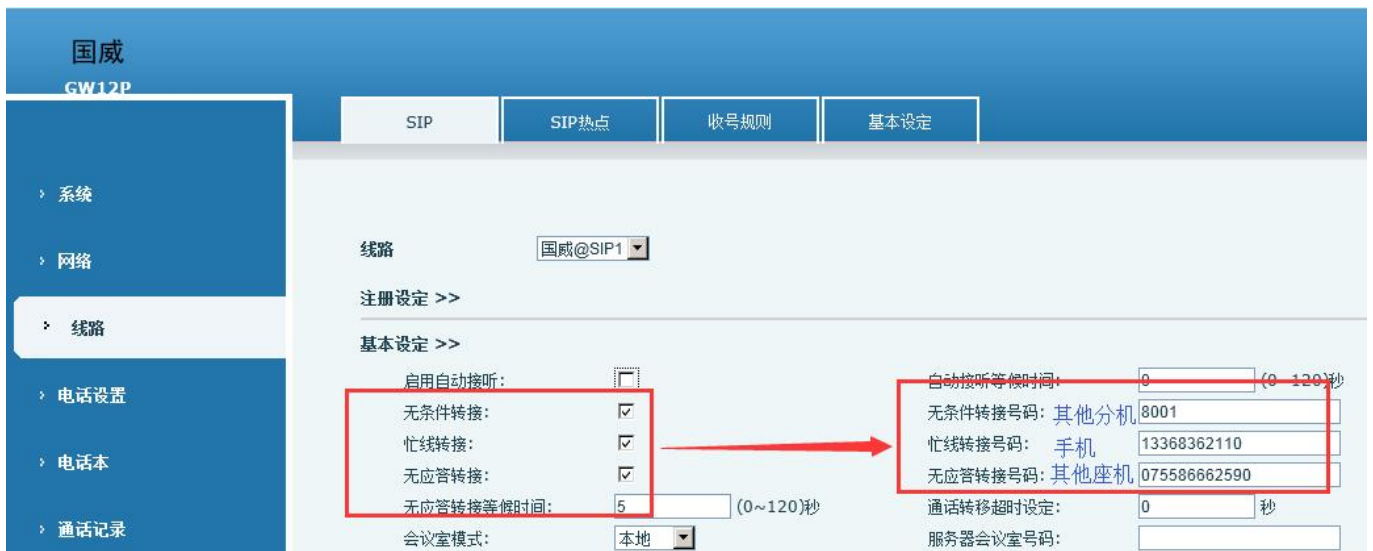 国威
GW12P
SIP
SIP热点
收号规则
基本设定
系统
网络
线路
电话设置
电话本
通话记录
线路 国威@SIP1
注册设定 >>
基本设定 >>
启用自动接听: 自动接听等候时间: 0 (0~120)秒
无条件转接: 无条件转接号码: 其他分机 8001
忙线转接: 忙线转接号码: 手机 13368362110
无应答转接: 无应答转接号码: 其他座机 075586662590
无应答转接等候时间: 5 (0~120)秒 通话转移超时设定: 0 秒
会议室模式: 本地 服务器会议室号码: